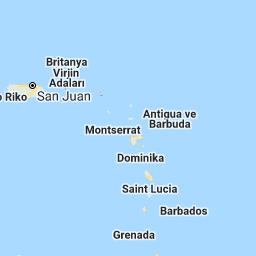 Britanya
Virjin
Adaları
o Riko
San Juan
Antigua ve
Barbuda
Montserrat
Dominika
Saint Lucia
Barbados
Grenada